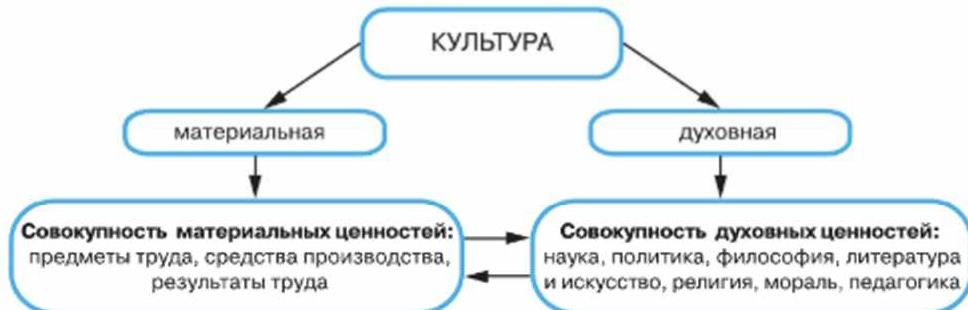 КУЛЬТУРА
материальная
духовная
Совокупность материальных ценностей:
предметы труда, средства производства,
результаты труда
Совокупность духовных ценностей:
наука, политика, философия, литература
и искусство, религия, мораль, педагогика